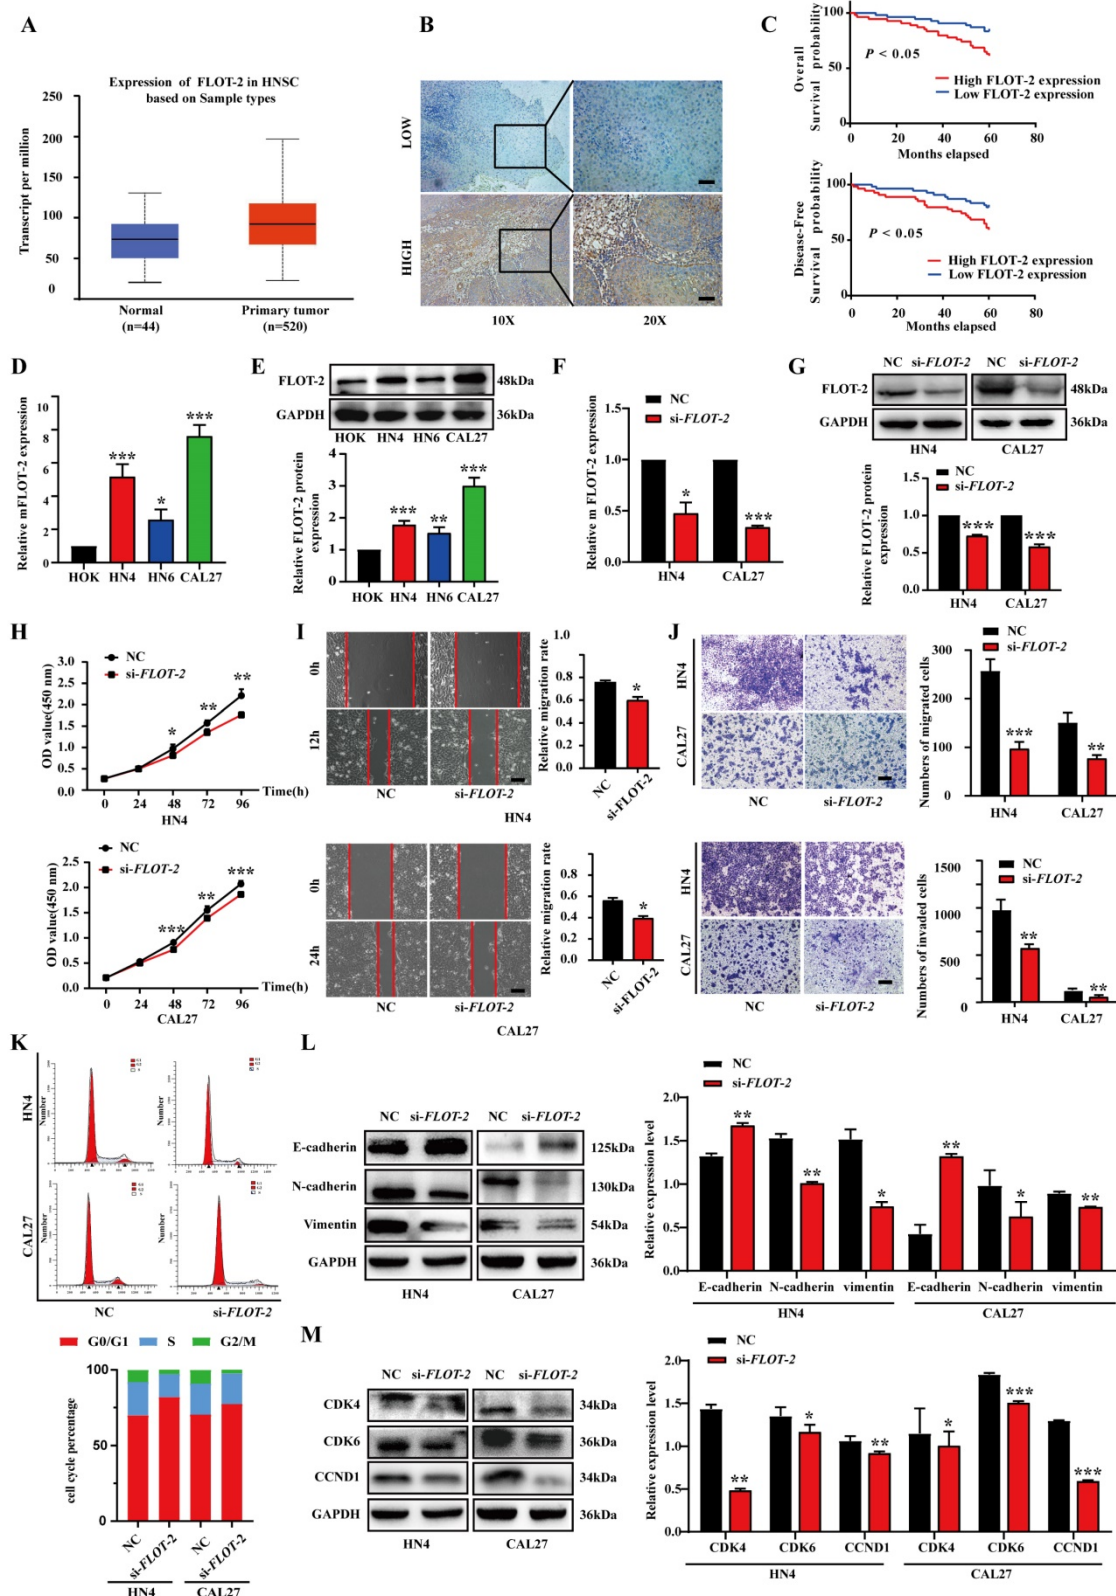 A
Expression of FLOT-2 in HNSC
based on Sample types
Transcript per million
250
200
150
100
50
0
Normal
(n=44)
Primary tumor
(n=520)
B
LOW
HIGH
10X
20X
C
Overall
Survival probability
100
50
0
P < 0.05
High FLOT-2 expression
Low FLOT-2 expression
0 20 40 60 80
Months elapsed
Disease-Free
Survival probability
100
50
0
P < 0.05
High FLOT-2 expression
Low FLOT-2 expression
0 20 40 60 80
Months elapsed
D
Relative mFLOT-2 expression
10
8
6
4
2
0
***
*
***
HOK HN4 HN6 CAL27
E
FLOT-2 48kDa
GAPDH 36kDa
HOK HN4 HN6 CAL27
Relative FLOT-2 protein
expression
4
3
2
1
0
***
**
***
HOK HN4 HN6 CAL27
F
NC
si-FLOT-2
Relative m FLOT-2 expression
1.5
1.0
0.5
0.0
*
***
HN4 CAL27
G
NC si-FLOT-2 NC si-FLOT-2
FLOT-2 48kDa
GAPDH 36kDa
HN4 CAL27
NC
si-FLOT-2
Relative FLOT-2 protein
expression
1.5
1.0
0.5
0.0
***
***
HN4 CAL27
H
NC
si-FLOT-2
OD value(450 nm)
3.0
2.5
2.0
1.5
1.0
0.5
0.0
*
**
**
0 24 48 72 96
Time(h)
HN4
NC
si-FLOT-2
OD value(450 nm)
2.5
2.0
1.5
1.0
0.5
0.0
***
**
***
0 24 48 72 96
Time(h)
CAL27
I
0h
12h
NC si-FLOT-2
HN4
Relative migration rate
1.0
0.8
0.6
0.4
0.2
0.0
*
NC
si-FLOT-2
0h
24h
NC si-FLOT-2
CAL27
Relative migration rate
0.8
0.6
0.4
0.2
0.0
*
NC
si-FLOT-2
J
HN4
CAL27
NC si-FLOT-2
NC
si-FLOT-2
Numbers of migrated cells
300
200
100
0
***
**
HN4 CAL27
HN4
CAL27
NC si-FLOT-2
NC
si-FLOT-2
Numbers of invaded cells
1500
1000
500
0
**
**
HN4 CAL27
K
HN4
CAL27
Number
Number
Number
Number
NC si-FLOT-2
G0/G1 S G2/M
cell cycle percentage
100
50
0
NC
si-FLOT-2
NC
si-FLOT-2
HN4 CAL27
L
NC si-FLOT-2 NC si-FLOT-2
E-cadherin 125kDa
N-cadherin 130kDa
Vimentin 54kDa
GAPDH 36kDa
HN4 CAL27
NC
si-FLOT-2
Relative expression level
2.0
1.5
1.0
0.5
0.0
**
**
*
**
*
**
E-cadherin N-cadherin vimentin E-cadherin N-cadherin vimentin
HN4 CAL27
M
NC si-FLOT-2 NC si-FLOT-2
CDK4 34kDa
CDK6 36kDa
CCND1 34kDa
GAPDH 36kDa
HN4 CAL27
NC
si-FLOT-2
Relative expression level
2.0
1.5
1.0
0.5
0.0
**
*
**
*
***
***
CDK4 CDK6 CCND1 CDK4 CDK6 CCND1
HN4 CAL27